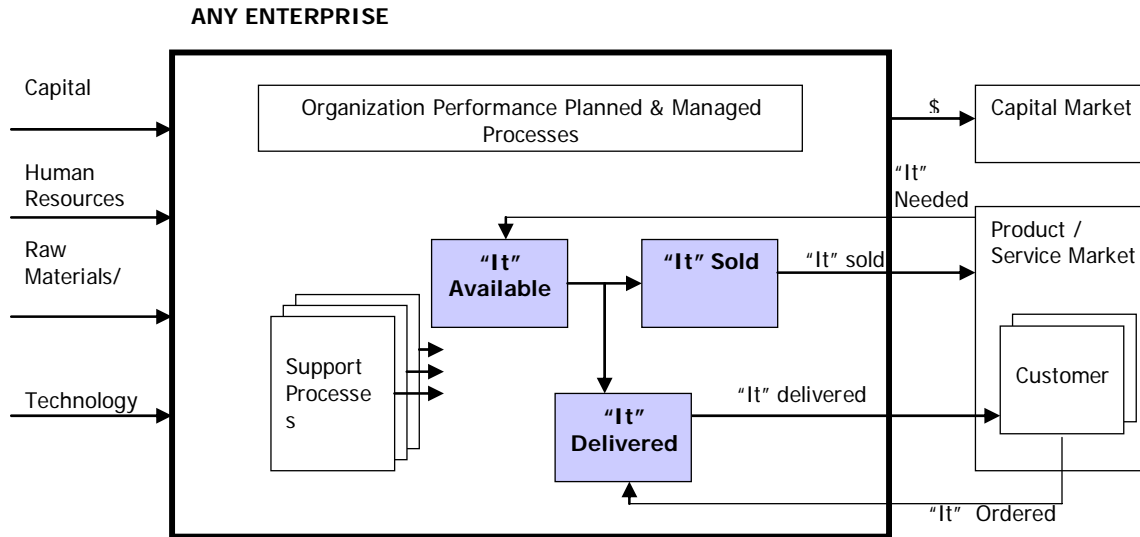 ANY ENTERPRISE
Capital
Human
Resources
Raw
Materials/
Technology
Organization Performance Planned & Managed
Processes
“It”
Available
“It” Sold
Support
Processe
s
“It”
Delivered
$
Capital Market
“It”
Needed
Product /
Service Market
“It” sold
Customer
“It” delivered
“It” Ordered